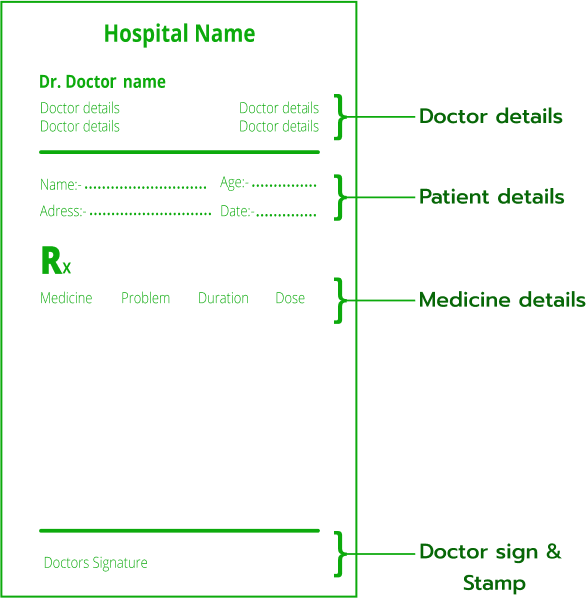 Hospital Name
Dr. Doctor name
Doctor details Doctor details
Doctor details Doctor details
Doctor details
Name:- ............................ Age:- ...............
Adress:- ............................ Date:- ..............
Patient details
Rx
Medicine Problem Duration Dose
Medicine details
Doctors Signature
Doctor sign &
Stamp